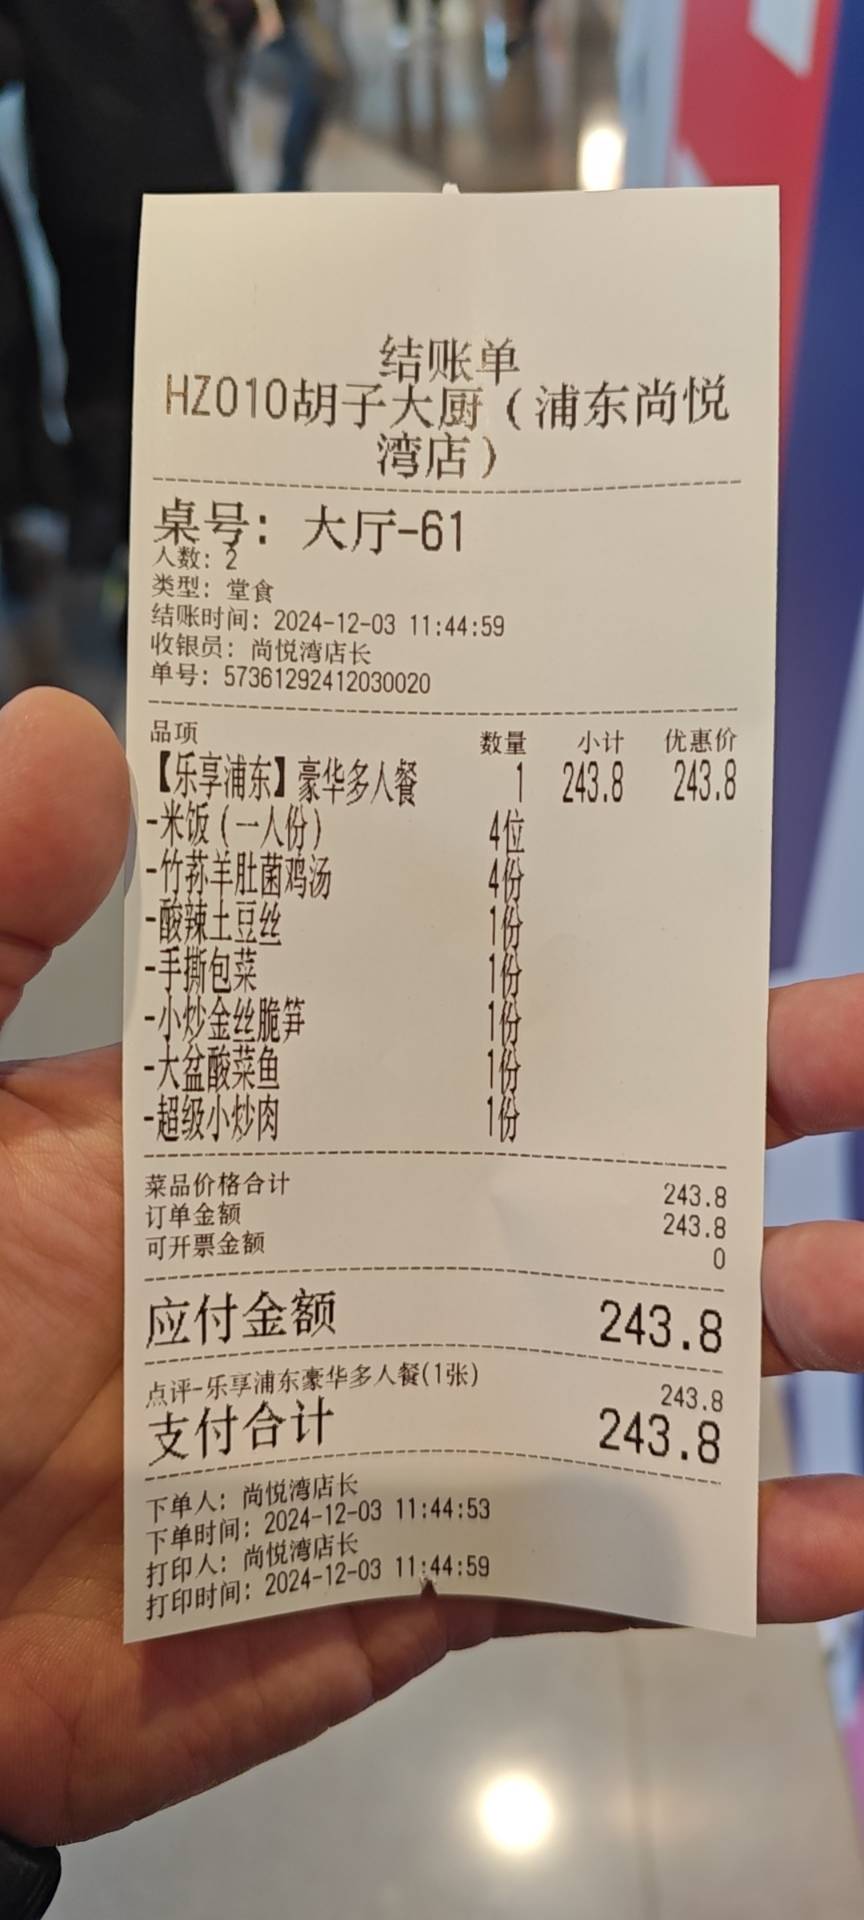 结账单
HZ010胡子大厨（浦东尚悦
湾店）
桌号：大厅-61
人数：2
类型：堂食
结账时间：2024-12-03 11:44:59
收银员：尚悦湾店长
单号：57361292412030020
品项 数量 小计 优惠价
【乐享浦东】豪华多人餐 1 243.8 243.8
-米饭（一人份） 4位
-竹荪羊肚菌鸡汤 4份
-酸辣土豆丝 1份
-手撕包菜 1份
-小炒金丝脆笋 1份
-大盆酸菜鱼 1份
-超级小炒肉 1份
菜品价格合计 243.8
订单金额 243.8
可开票金额 0
应付金额 243.8
点评-乐享浦东豪华多人餐(1张) 243.8
支付合计 243.8
下单人：尚悦湾店长
下单时间：2024-12-03 11:44:53
打印人：尚悦湾店长
打印时间：2024-12-03 11:44:59